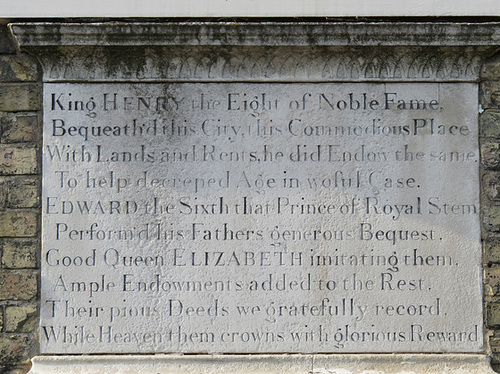 King HENRY the Eight of Noble Fame,
Bequeath'd this City, this Commodious Place
With Lands and Rents, he did Endow the same,
To help decreped Age in woful Case.
EDWARD the Sixth that Prince of Royal Stem
Perform'd his Fathers generous Bequest.
Good Queen ELIZABETH imitating them,
Ample Endowments added to the Rest.
Their pious Deeds we gratefully record,
While Heaven them crowns with glorious Reward